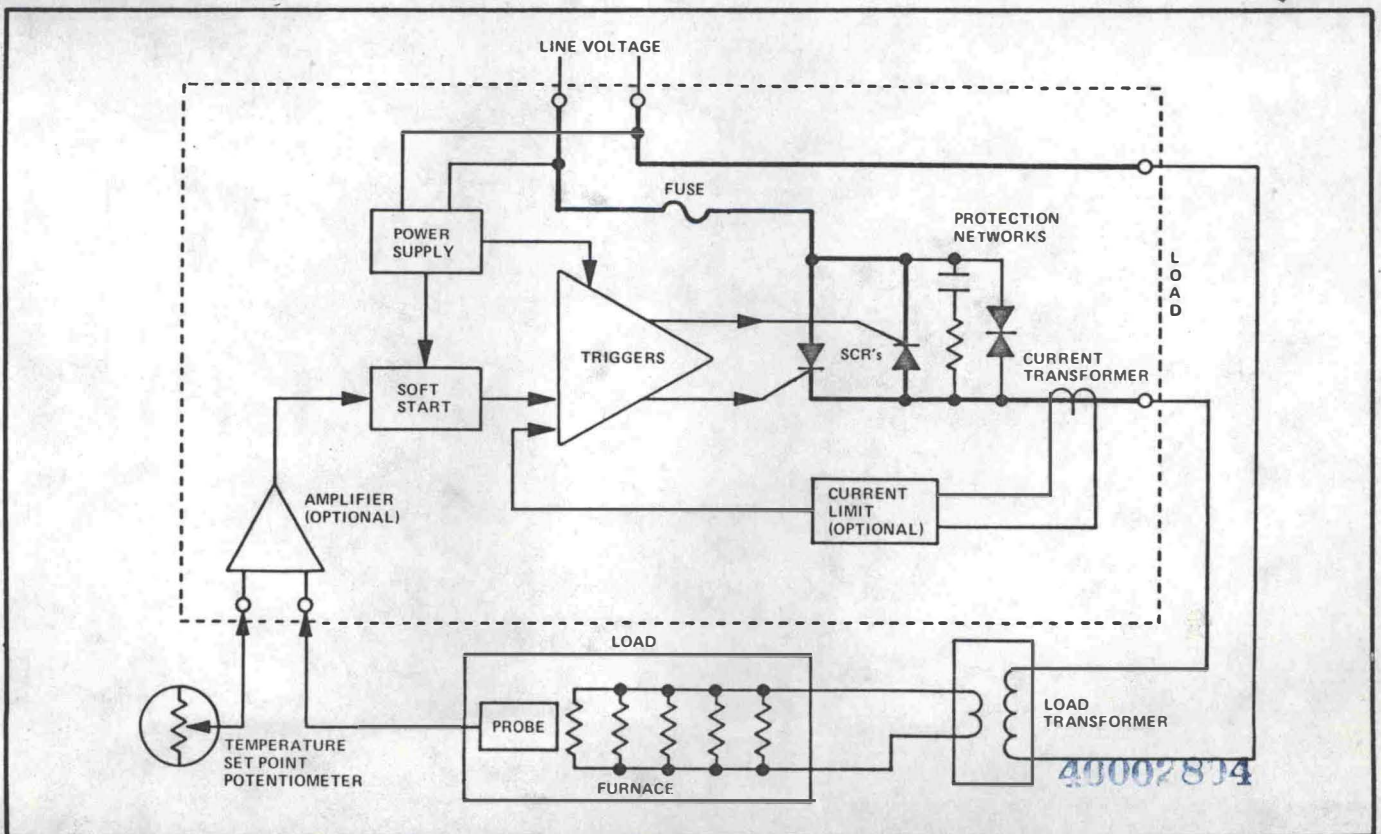 LINE VOLTAGE
FUSE
POWER
SUPPLY
PROTECTION
NETWORKS
LOAD
TRIGGERS
SCR's
CURRENT
TRANSFORMER
SOFT
START
AMPLIFIER
(OPTIONAL)
CURRENT
LIMIT
(OPTIONAL)
LOAD
PROBE
FURNACE
TEMPERATURE
SET POINT
POTENTIOMETER
LOAD
TRANSFORMER